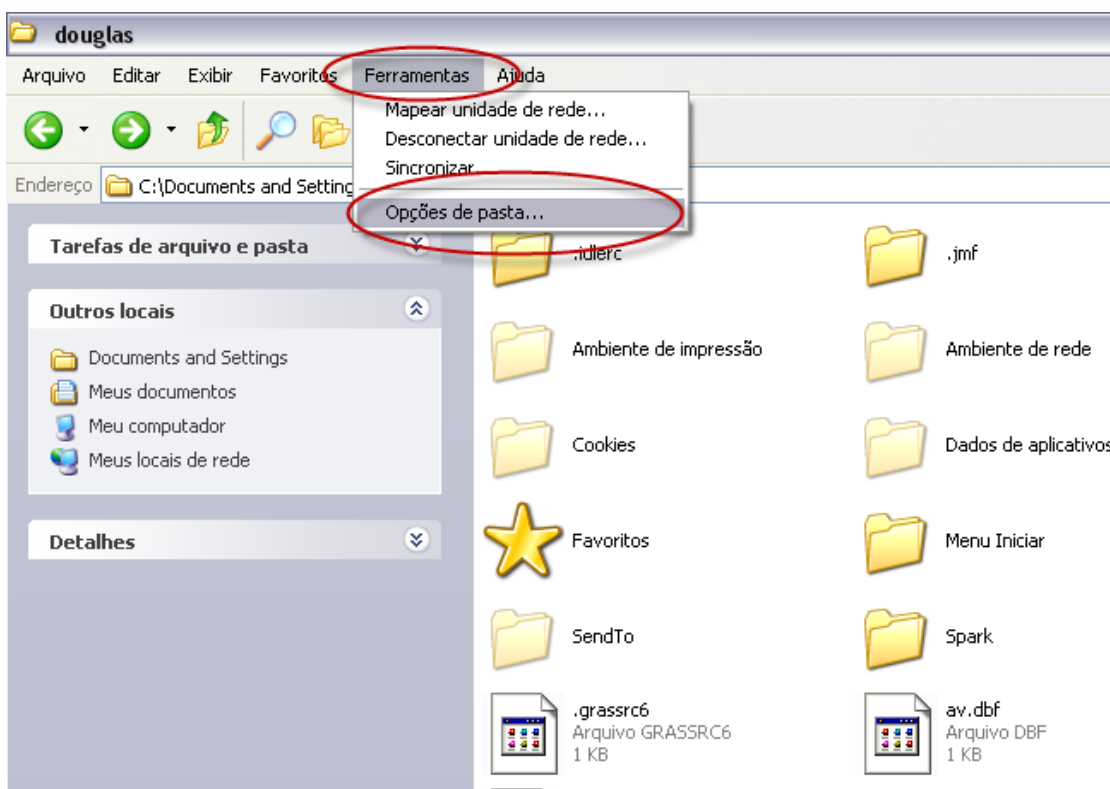 douglas
Arquivo Editar Exibir Favoritos Ferramentas Ajuda
Mapear unidade de rede...
Desconectar unidade de rede...
Sincronizar...
Opções de pasta...
Endereço C:\Documents and Setting
Tarefas de arquivo e pasta
Outros locais
Documents and Settings
Meus documentos
Meu computador
Meus locais de rede
Detalhes
.idlerc .jmf
Ambiente de impressão Ambiente de rede
Cookies Dados de aplicativos
Favoritos Menu Iniciar
SendTo Spark
.grassrc6 av.dbf
Arquivo GRASSRC6 Arquivo DBF
1 KB 1 KB